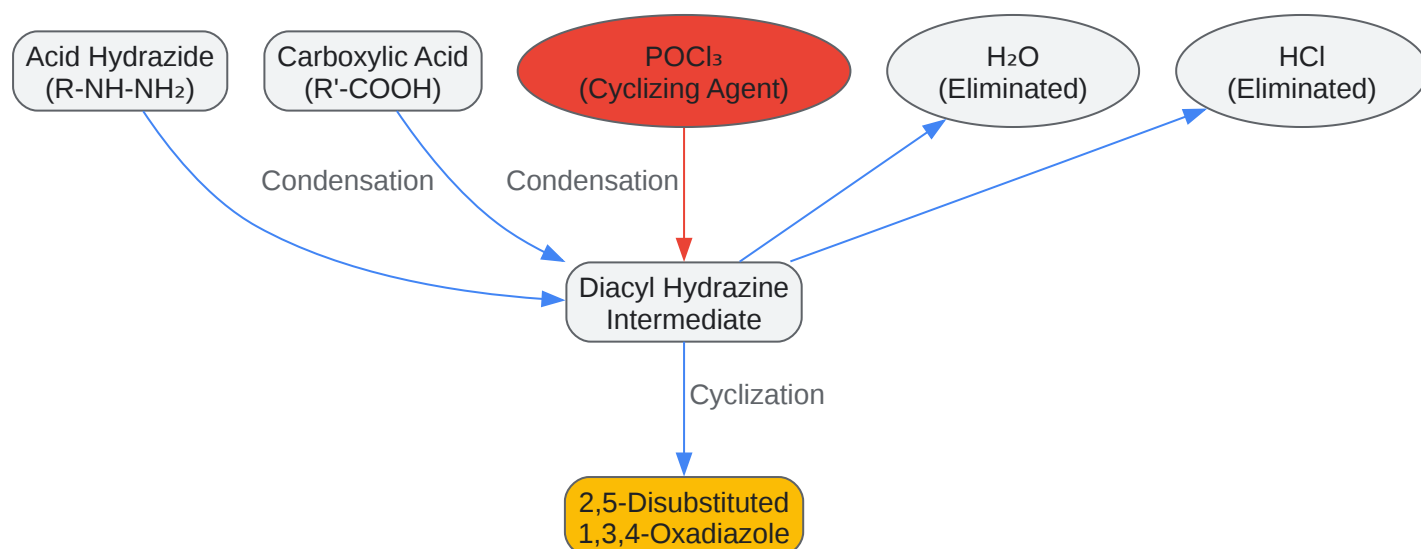 Acid Hydrazide
(R-NH-NH₂)
Carboxylic Acid
(R'-COOH)
POCl₃
(Cyclizing Agent)
H₂O
(Eliminated)
HCl
(Eliminated)
Condensation
Condensation
Diacyl Hydrazine
Intermediate
Cyclization
2,5-Disubstituted
1,3,4-Oxadiazole